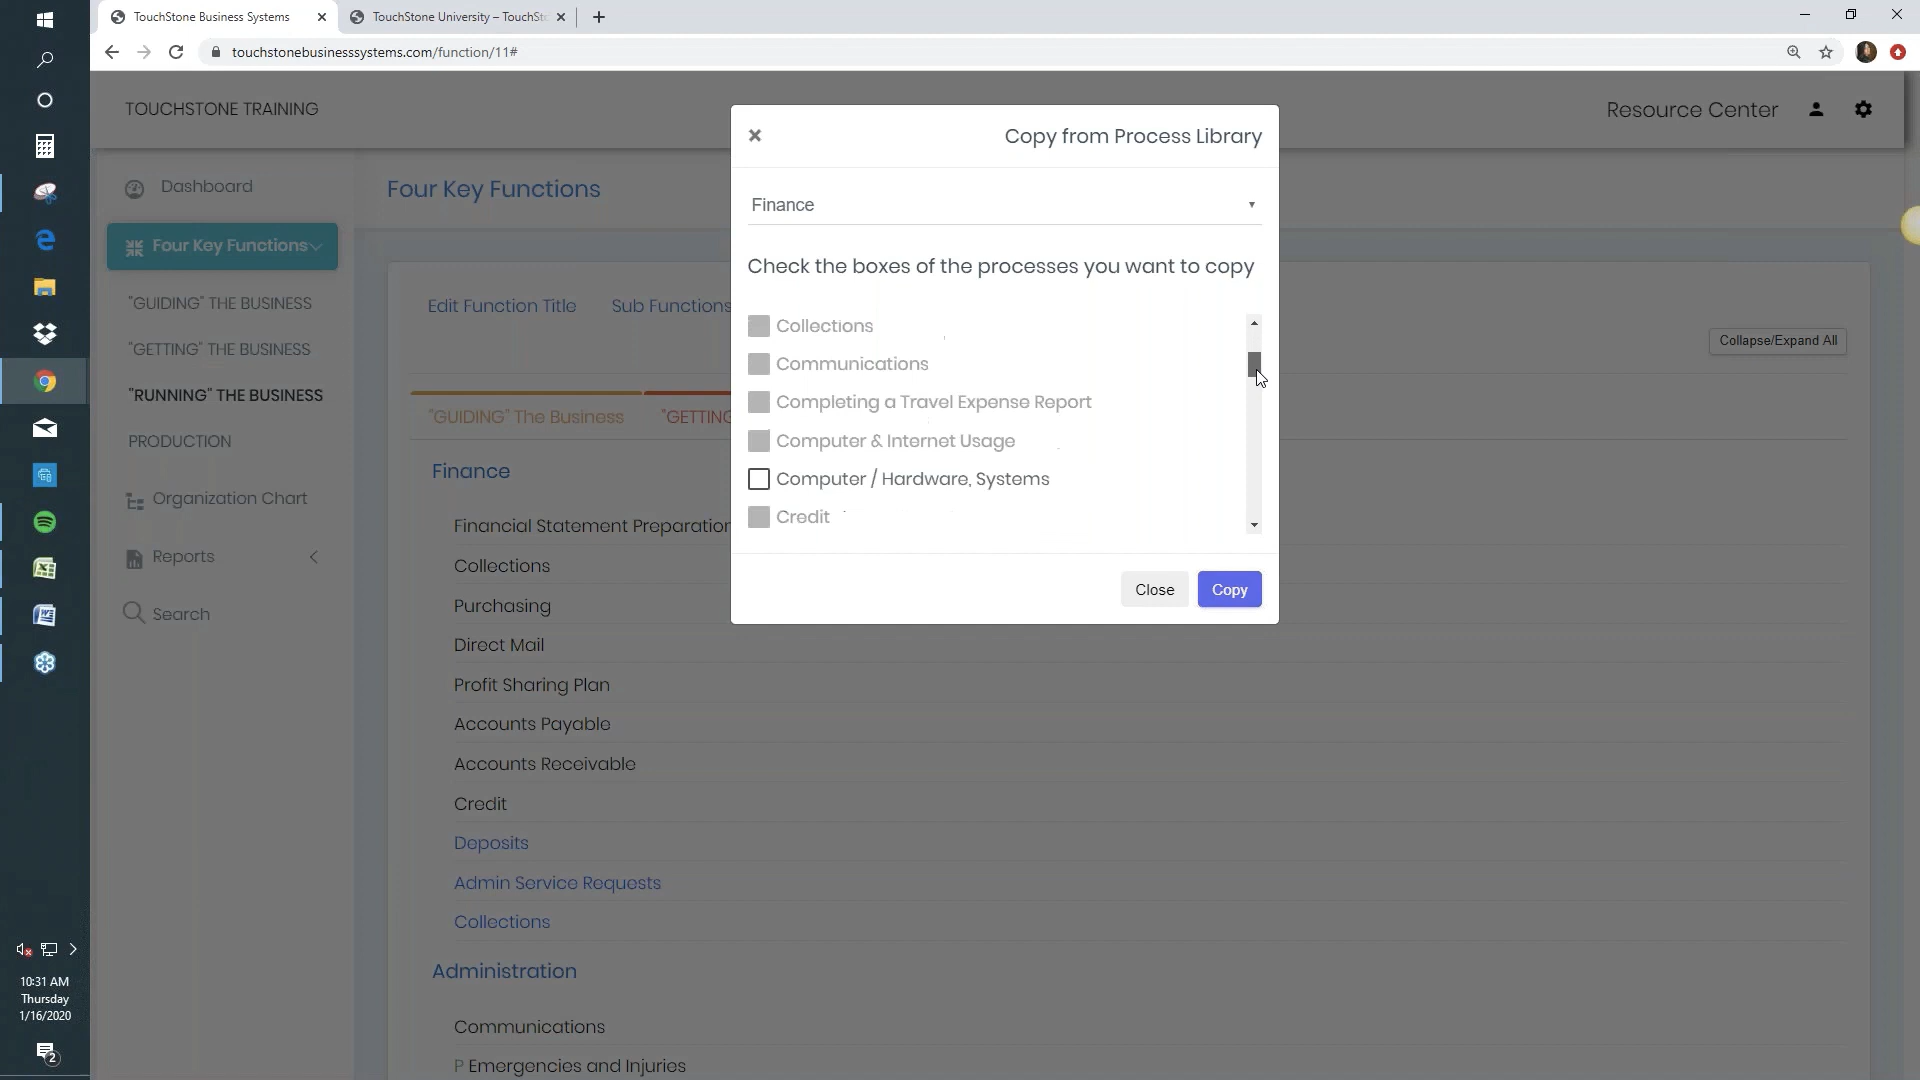 TouchStone Business Systems
TouchStone University – TouchSto
touchstonebusinesssystems.com/function/11#
TOUCHSTONE TRAINING
Resource Center
Copy from Process Library
Dashboard
Four Key Functions
Finance
Four Key Functions
Check the boxes of the processes you want to copy
"GUIDING" THE BUSINESS
Edit Function Title
Sub Functions
Collections
Collapse/Expand All
"GETTING" THE BUSINESS
Communications
"RUNNING" THE BUSINESS
Completing a Travel Expense Report
"GUIDING" The Business
"GETTING
PRODUCTION
Computer & Internet Usage
Finance
Computer / Hardware, Systems
Organization Chart
Credit
Financial Statement Preparation
Reports
Collections
Close
Copy
Purchasing
Search
Direct Mail
Profit Sharing Plan
Accounts Payable
Accounts Receivable
Credit
Deposits
Admin Service Requests
Collections
Administration
10:31 AM
Thursday
1/16/2020
Communications
2
P Emergencies and Injuries